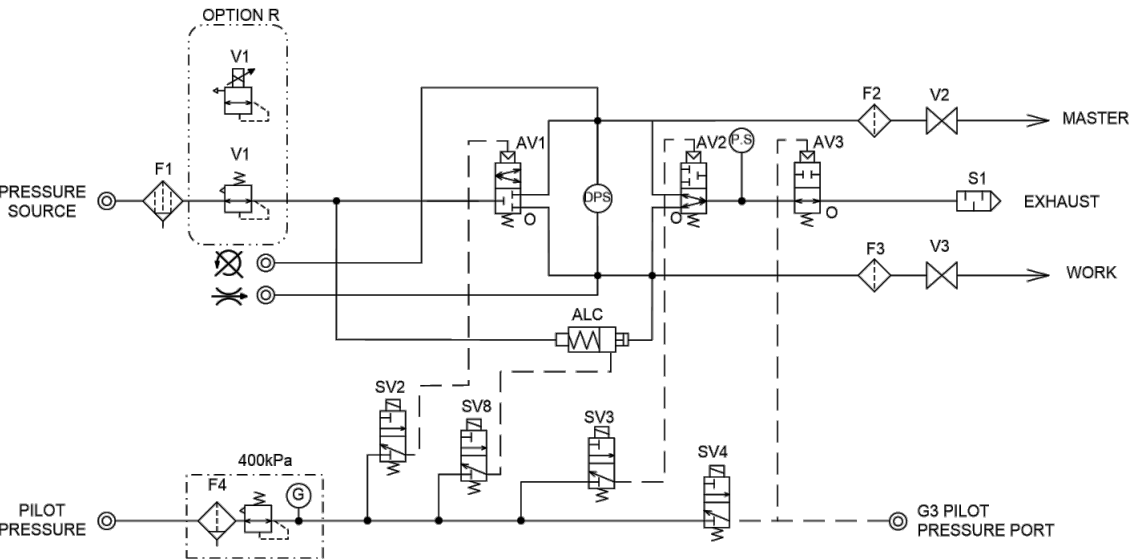 OPTION R
V1
V1
F1
PRESSURE
SOURCE
AV1
DPS
AV2
P.S
AV3
F2
V2
MASTER
O
O
S1
EXHAUST
F3
V3
WORK
ALC
SV2
SV8
SV3
SV4
400kPa
F4
G
PILOT
PRESSURE
G3 PILOT
PRESSURE PORT